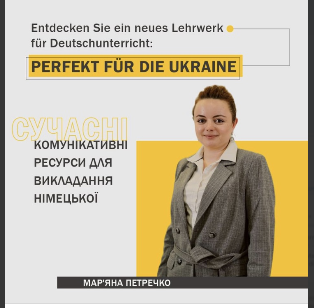 Entdecken Sie ein neues Lehrwerk
für Deutschunterricht:
PERFEKT FÜR DIE UKRAINE
СУЧАСНІ
КОМУНІКАТИВНІ
РЕСУРСИ ДЛЯ
ВИКЛАДАННЯ
НІМЕЦЬКОЇ
МАР'ЯНА ПЕТРЕЧКО